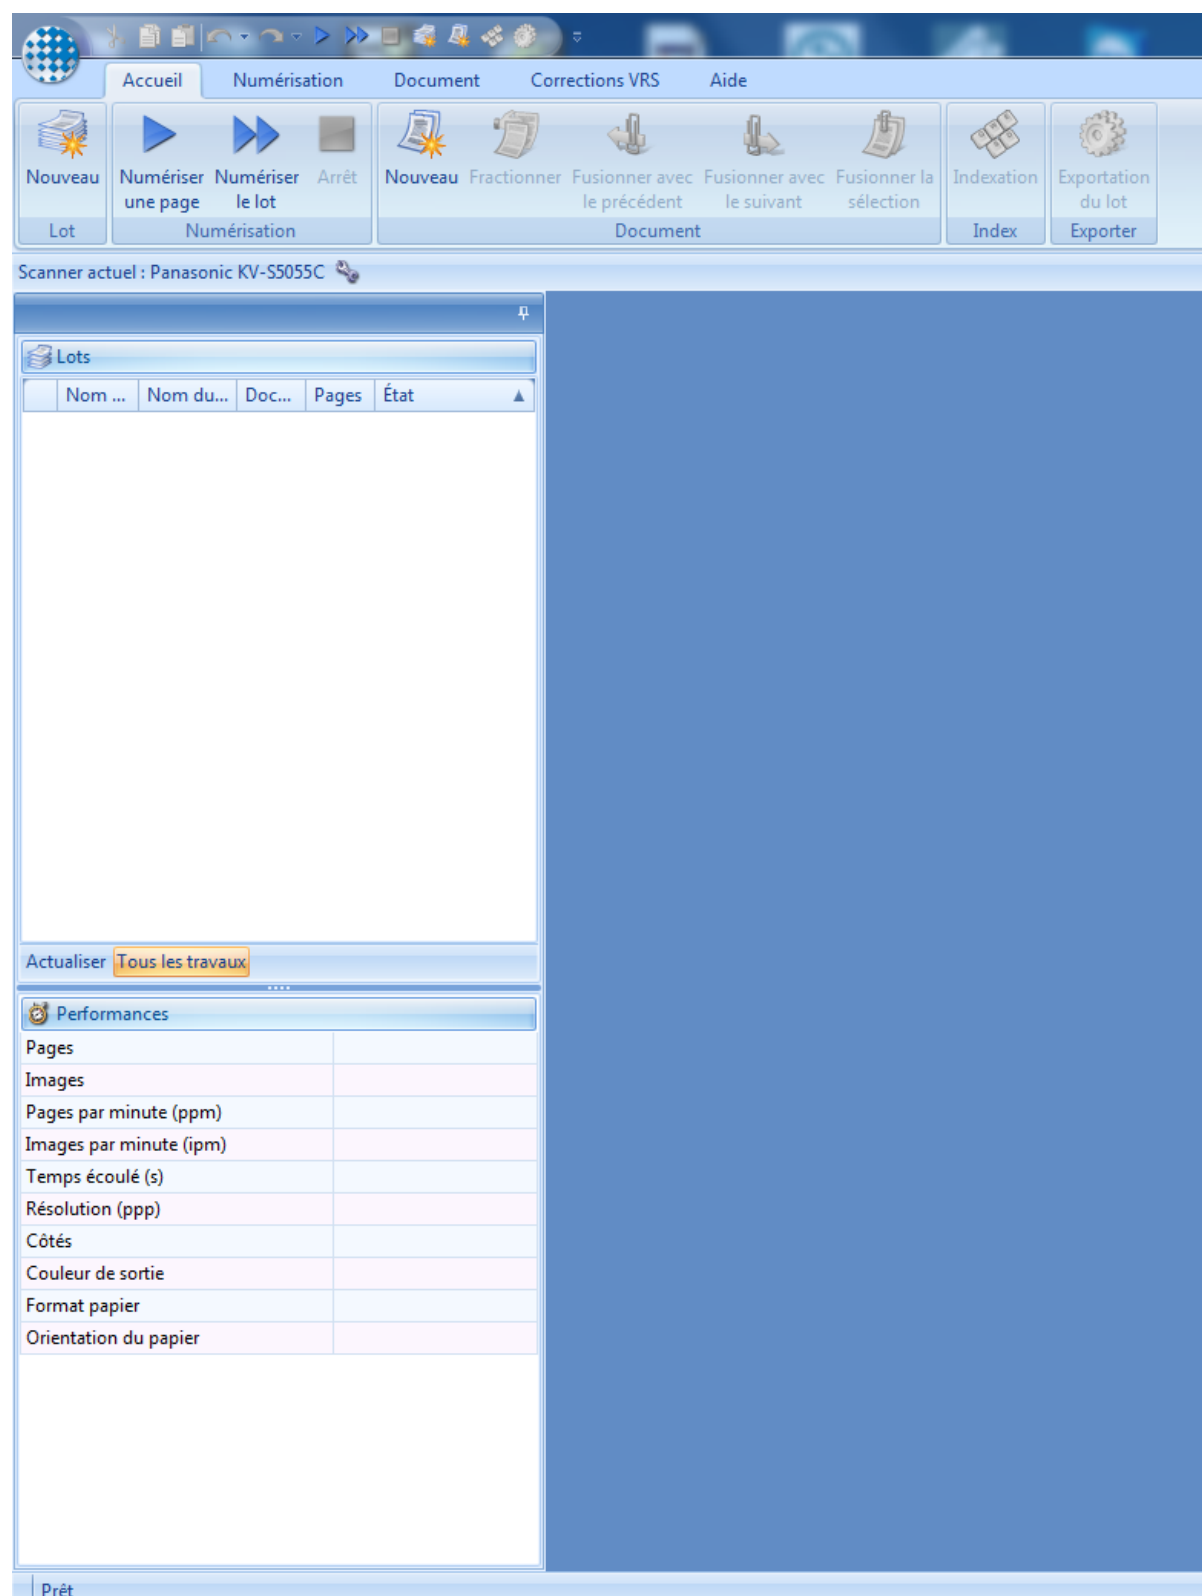 Accueil Numérisation Document Corrections VRS Aide
Nouveau Numériser Numériser Arrêt Nouveau Fractionner Fusionner avec Fusionner avec Fusionner la Indexation Exportation
une page le lot le précédent le suivant sélection du lot
Lot Numérisation Document Index Exporter
Scanner actuel : Panasonic KV-S5055C
Lots
Nom ... Nom du... Doc... Pages État
Actualiser Tous les travaux
Performances
Pages
Images
Pages par minute (ppm)
Images par minute (ipm)
Temps écoulé (s)
Résolution (ppp)
Côtés
Couleur de sortie
Format papier
Orientation du papier
Prêt